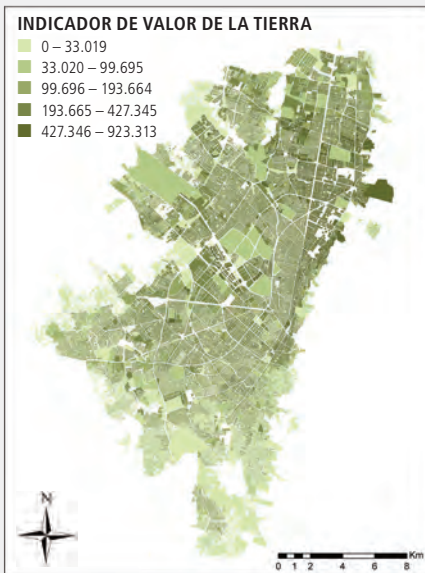 INDICADOR DE VALOR DE LA TIERRA
0 – 33.019
33.020 – 99.695
99.696 – 193.664
193.665 – 427.345
427.346 – 923.313
N
Km
0 1 2 4 6 8